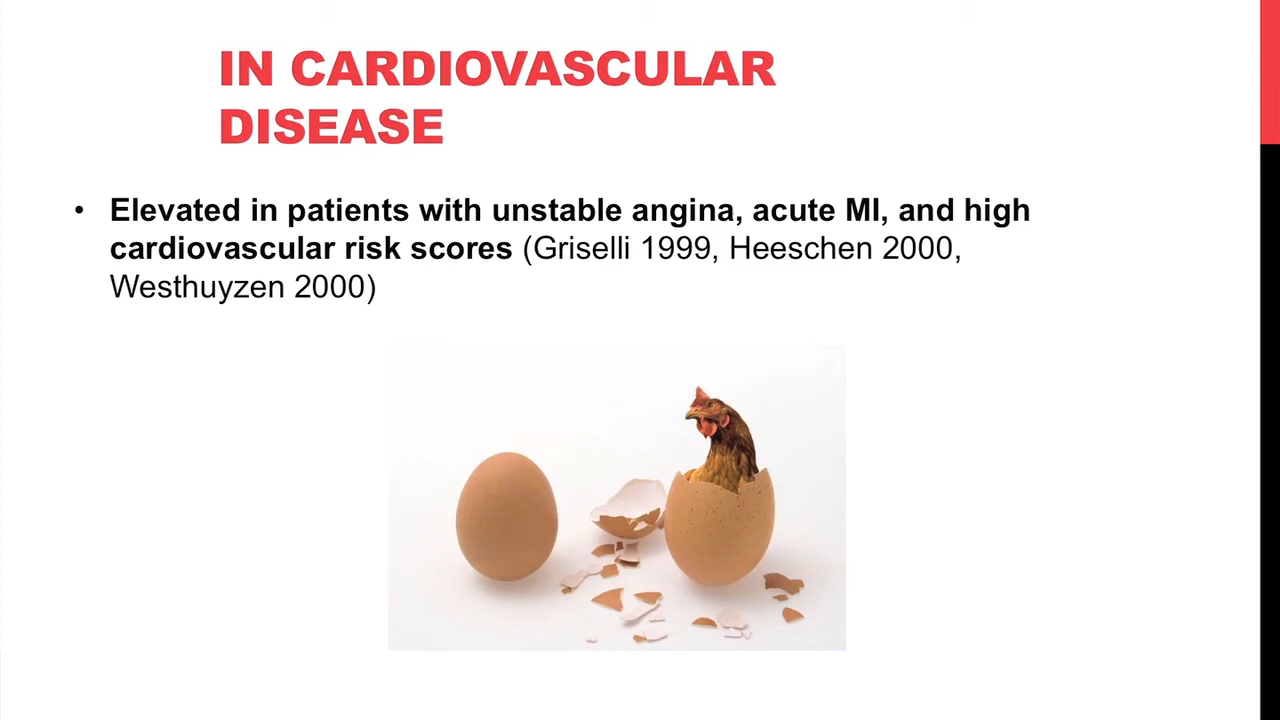 IN CARDIOVASCULAR
DISEASE
• Elevated in patients with unstable angina, acute MI, and high
cardiovascular risk scores (Griselli 1999, Heeschen 2000,
Westhuyzen 2000)